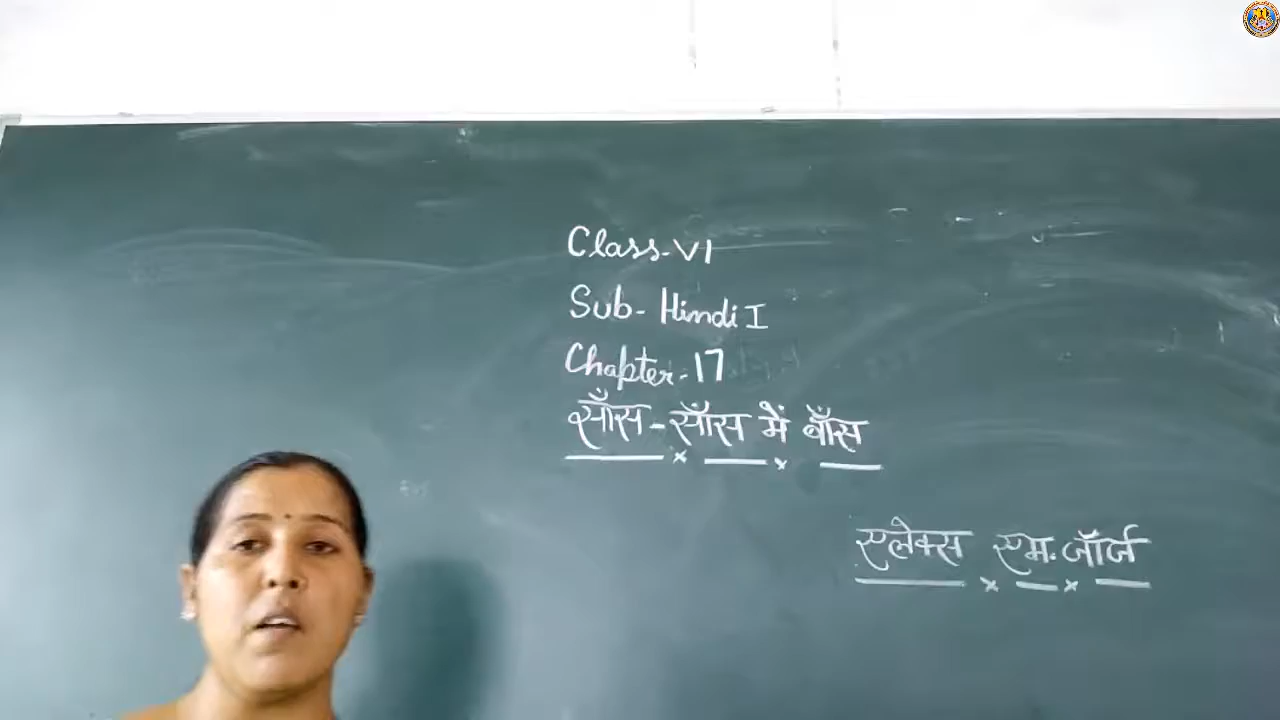 Class-VI
Sub- Hindi I
Chapter-17
साँस-साँस में बाँस
एलेक्स एम. जॉर्ज